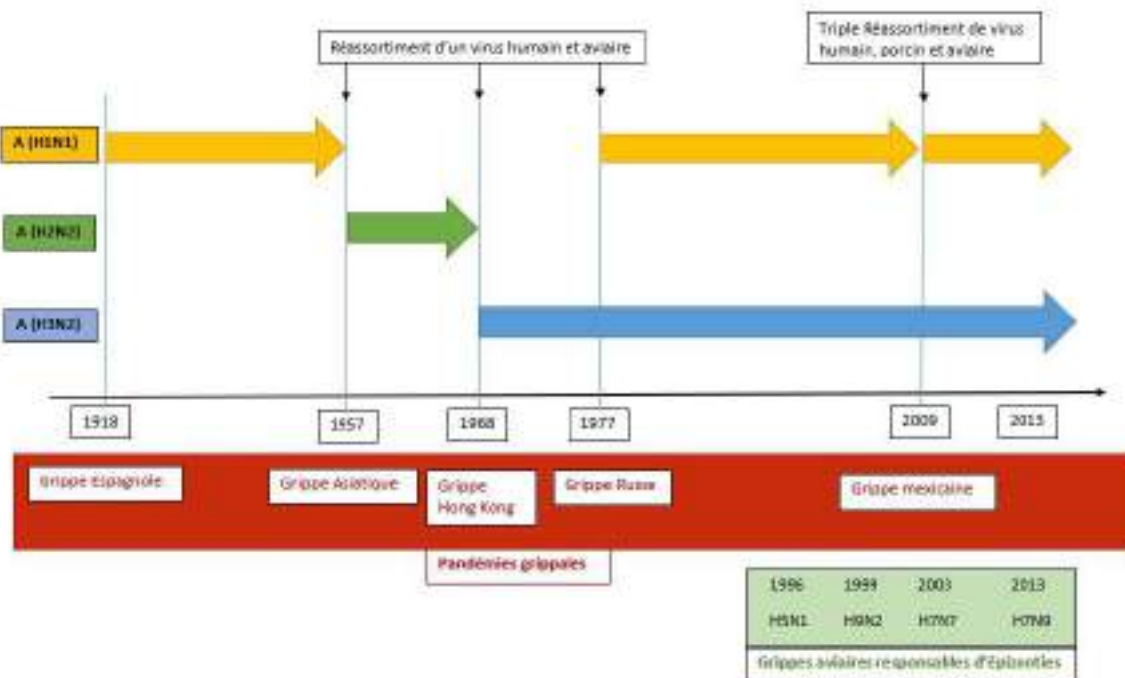 Réassortiment d'un virus humain et aviaire
Triple Réassortiment de virus
humain, porcin et aviaire
A (H1N1)
A (H2N2)
A (H3N2)
1918
1957
1968
1977
2009
2013
Grippe Espagnole
Grippe Asiatique
Grippe
Hong Kong
Grippe Russe
Grippe mexicaine
Pandémies grippales
1996 1999 2003 2013
H5N1 H9N2 H7N7 H7N9
Grippes aviaires responsables d'Epizooties